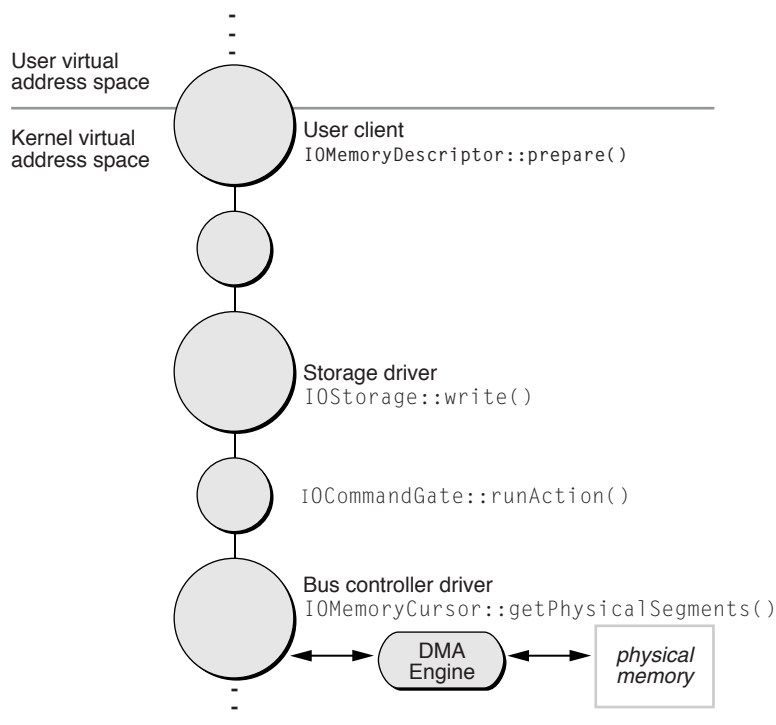 User virtual
address space
Kernel virtual
address space
User client
IOMemoryDescriptor::prepare()
Storage driver
IOStorage::write()
IOCommandGate::runAction()
Bus controller driver
IOMemoryCursor::getPhysicalSegments()
DMA
Engine
physical
memory